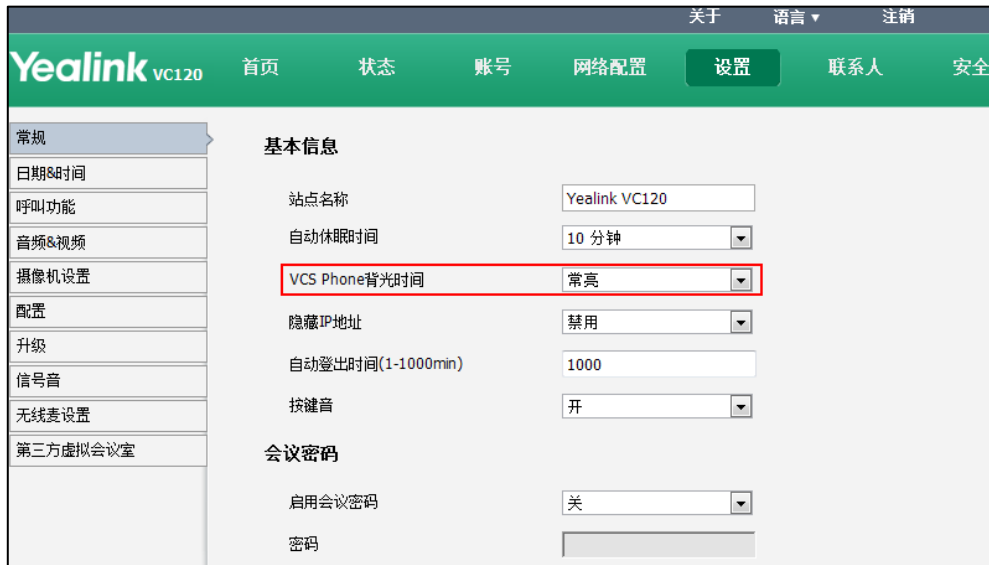 关于 语言▼ 注销
Yealink VC120 首页 状态 账号 网络配置 设置 联系人 安全
常规
日期&时间
呼叫功能
音频&视频
摄像机设置
配置
升级
信号音
无线麦设置
第三方虚拟会议室
基本信息
站点名称 Yealink VC120
自动休眠时间 10 分钟
VCS Phone背光时间 常亮
隐藏IP地址 禁用
自动登出时间(1-1000min) 1000
按键音 开
会议密码
启用会议密码 关
密码